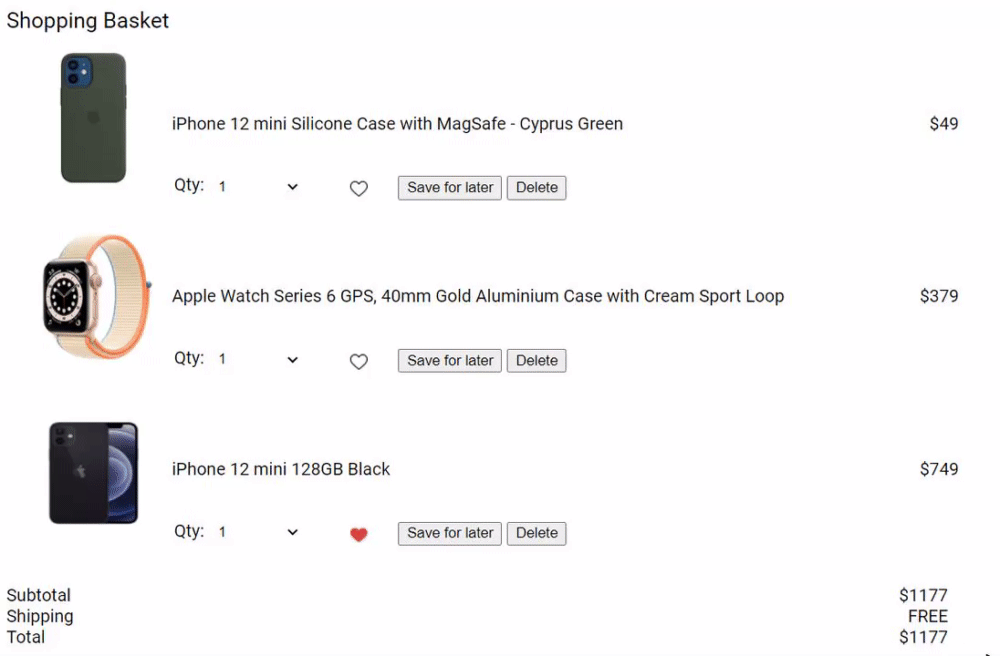 Shopping Basket
iPhone 12 mini Silicone Case with MagSafe - Cyprus Green $49
Qty: 1 Save for later Delete
Apple Watch Series 6 GPS, 40mm Gold Aluminium Case with Cream Sport Loop $379
Qty: 1 Save for later Delete
iPhone 12 mini 128GB Black $749
Qty: 1 Save for later Delete
Subtotal $1177
Shipping FREE
Total $1177